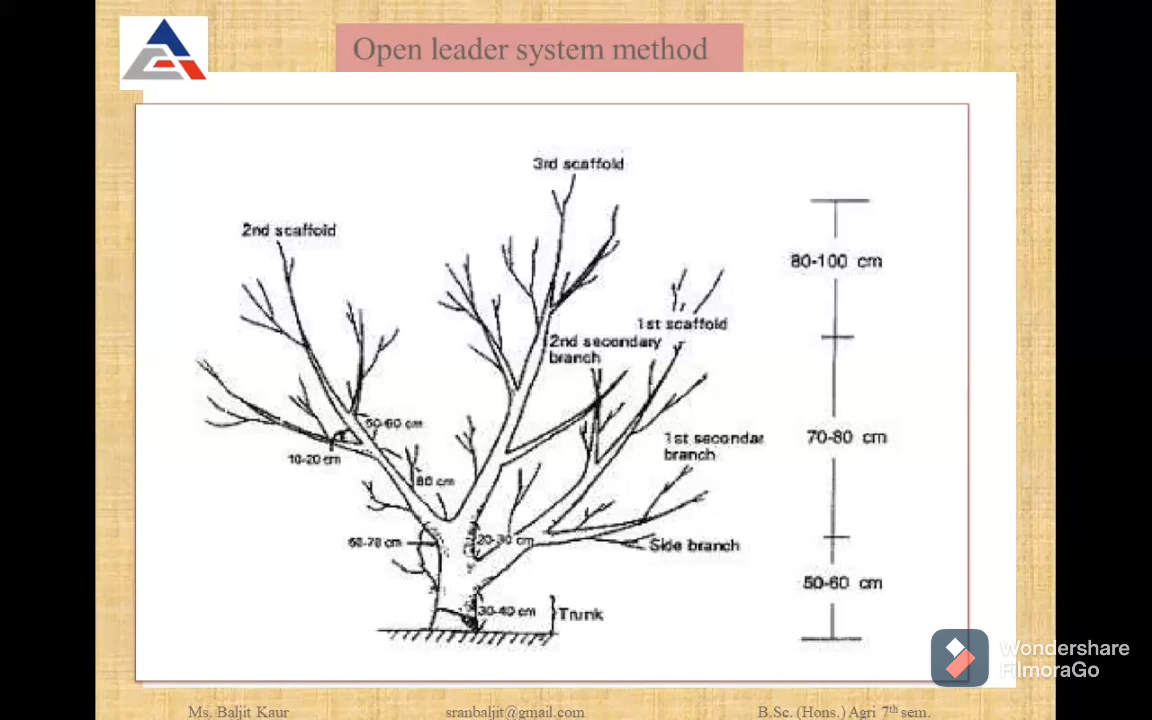 Open leader system method
3rd scaffold
2nd scaffold
80-100 cm
1st scaffold
2nd secondary
branch
50-60 cm
70-80 cm
1st secondar
branch
10-20 cm
80 cm
60-70 cm
20-30 cm
Side branch
50-60 cm
30-40 cm
Trunk
Wondershare
FilmoraGo
Ms. Baljit Kaur
sranbaljit@gmail.com
B.Sc. (Hons.) Agri 7th sem.